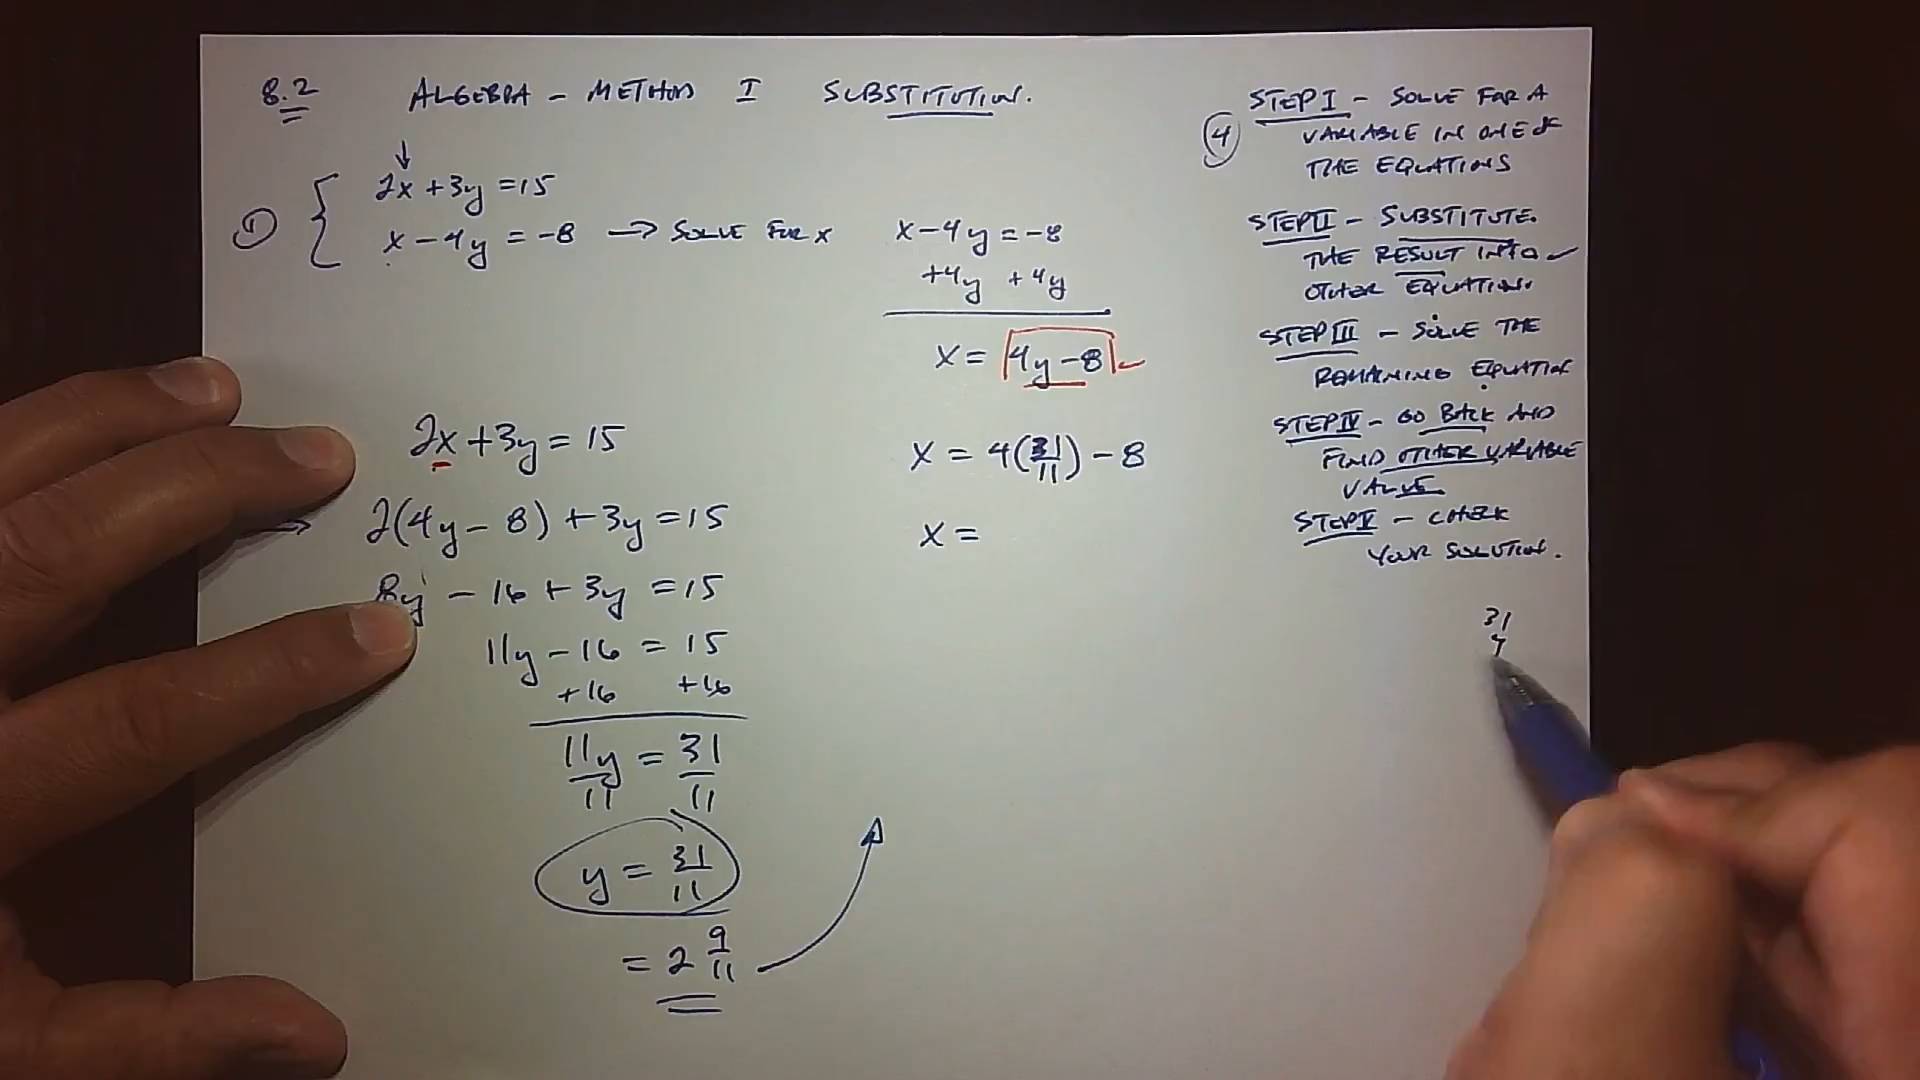 8.2 ALGEBRA - METHOD I SUBSTITUTION.
① { 2x + 3y = 15
x - 4y = -8 → SOLVE FOR x
x - 4y = -8
+4y +4y
x = 4y - 8 ✓
2x + 3y = 15
→ 2(4y - 8) + 3y = 15
8y - 16 + 3y = 15
11y - 16 = 15
+16 +16
11y = 31
11 11
y = 31/11
= 2 9/11
x = 4(31/11) - 8
x =
④ STEP I - SOLVE FOR A
VARIABLE IN ONE OF
THE EQUATIONS
STEP II - SUBSTITUTE.
THE RESULT INTO ✓
OTHER EQUATION.
STEP III - SOLVE THE
REMAINING EQUATION
STEP IV - GO BACK AND
FIND OTHER VARIABLE
VALUE
STEP V - CHECK
YOUR SOLUTION.
31
4